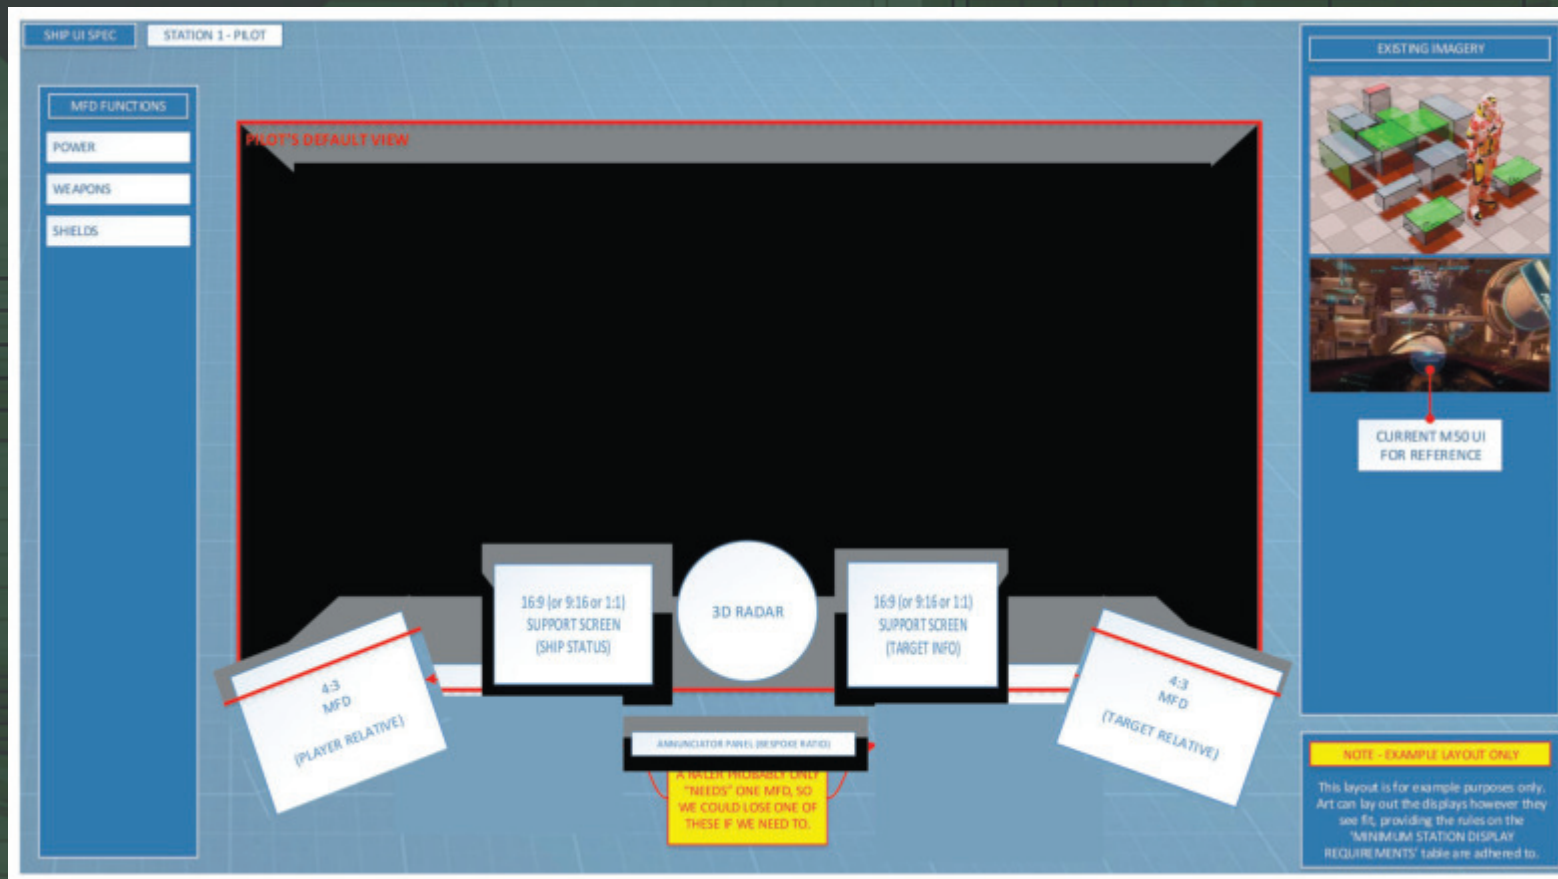 SHIP UI SPEC
STATION 1 - PILOT
MFD FUNCTIONS
POWER
WEAPONS
SHIELDS
PILOT'S DEFAULT VIEW
16:9 (or 9:16 or 1:1)
SUPPORT SCREEN
(SHIP STATUS)
3D RADAR
16:9 (or 9:16 or 1:1)
SUPPORT SCREEN
(TARGET INFO)
4:3
MFD
(PLAYER RELATIVE)
4:3
MFD
(TARGET RELATIVE)
ANNUNCIATOR PANEL (BESPOKE RATIO)
A RACER PROBABLY ONLY
"NEEDS" ONE MFD, SO
WE COULD LOSE ONE OF
THESE IF WE NEED TO.
EXISTING IMAGERY
CURRENT M50 UI
FOR REFERENCE
NOTE - EXAMPLE LAYOUT ONLY
This layout is for example purposes only.
Art can lay out the displays however they
see fit, providing the rules on the
'MINIMUM STATION DISPLAY
REQUIREMENTS' table are adhered to.